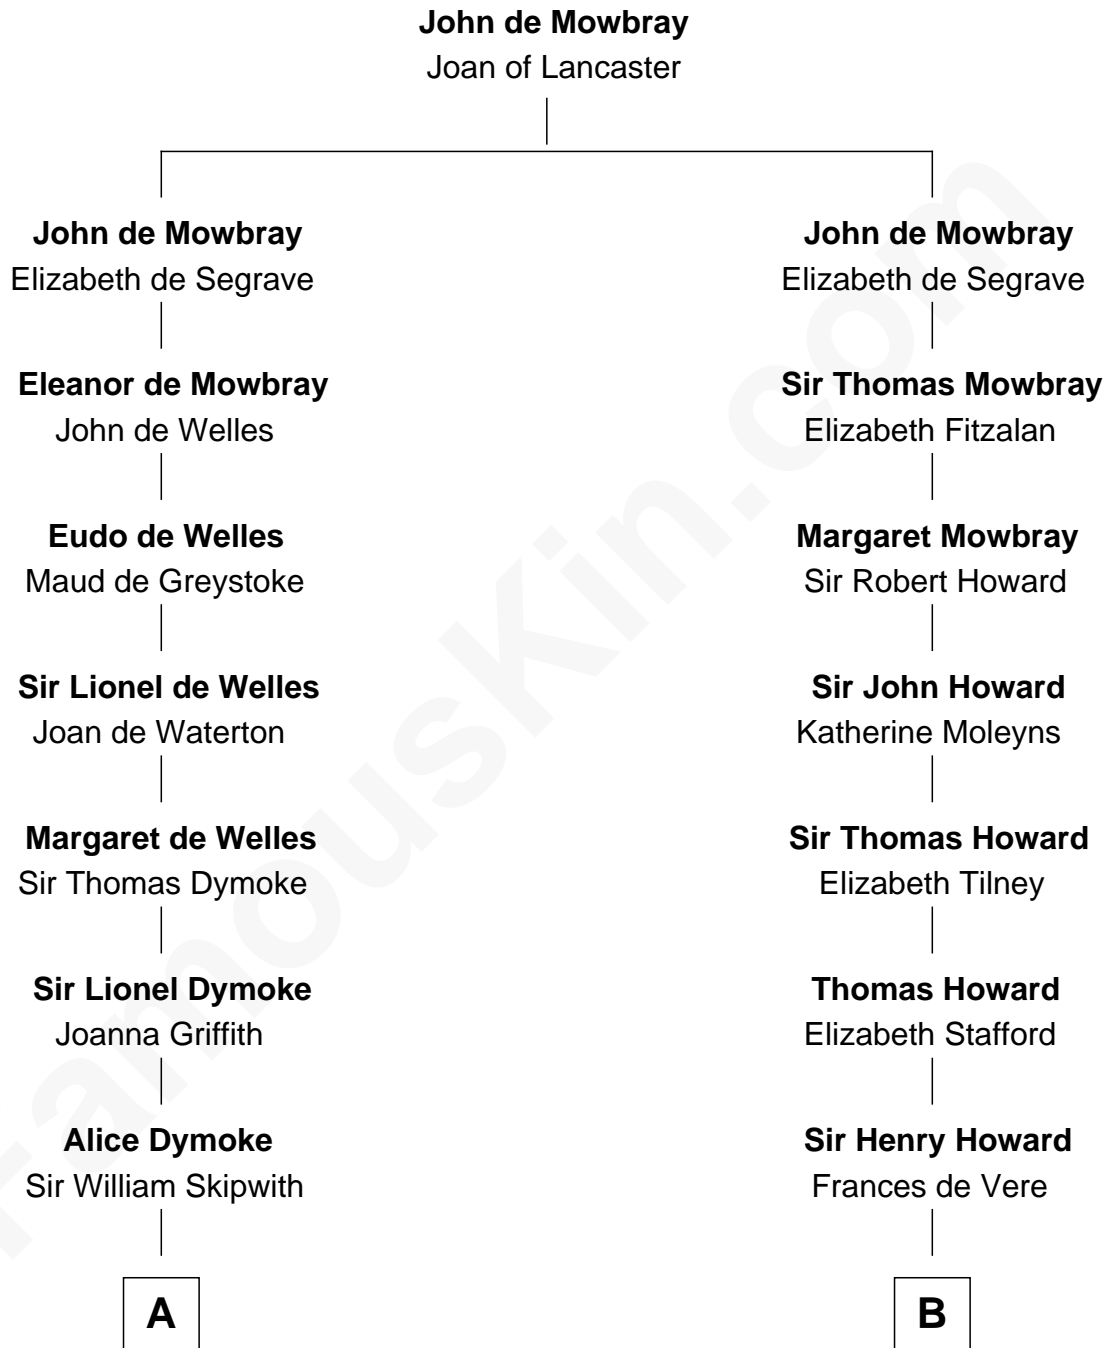 John de Mowbray
Joan of Lancaster
John de Mowbray
Elizabeth de Segrave
Eleanor de Mowbray
John de Welles
Eudo de Welles
Maud de Greystoke
Sir Lionel de Welles
Joan de Waterton
Margaret de Welles
Sir Thomas Dymoke
Sir Lionel Dymoke
Joanna Griffith
Alice Dymoke
Sir William Skipwith
A
John de Mowbray
Elizabeth de Segrave
Sir Thomas Mowbray
Elizabeth Fitzalan
Margaret Mowbray
Sir Robert Howard
Sir John Howard
Katherine Moleyns
Sir Thomas Howard
Elizabeth Tilney
Thomas Howard
Elizabeth Stafford
Sir Henry Howard
Frances de Vere
B
FamousKin.com